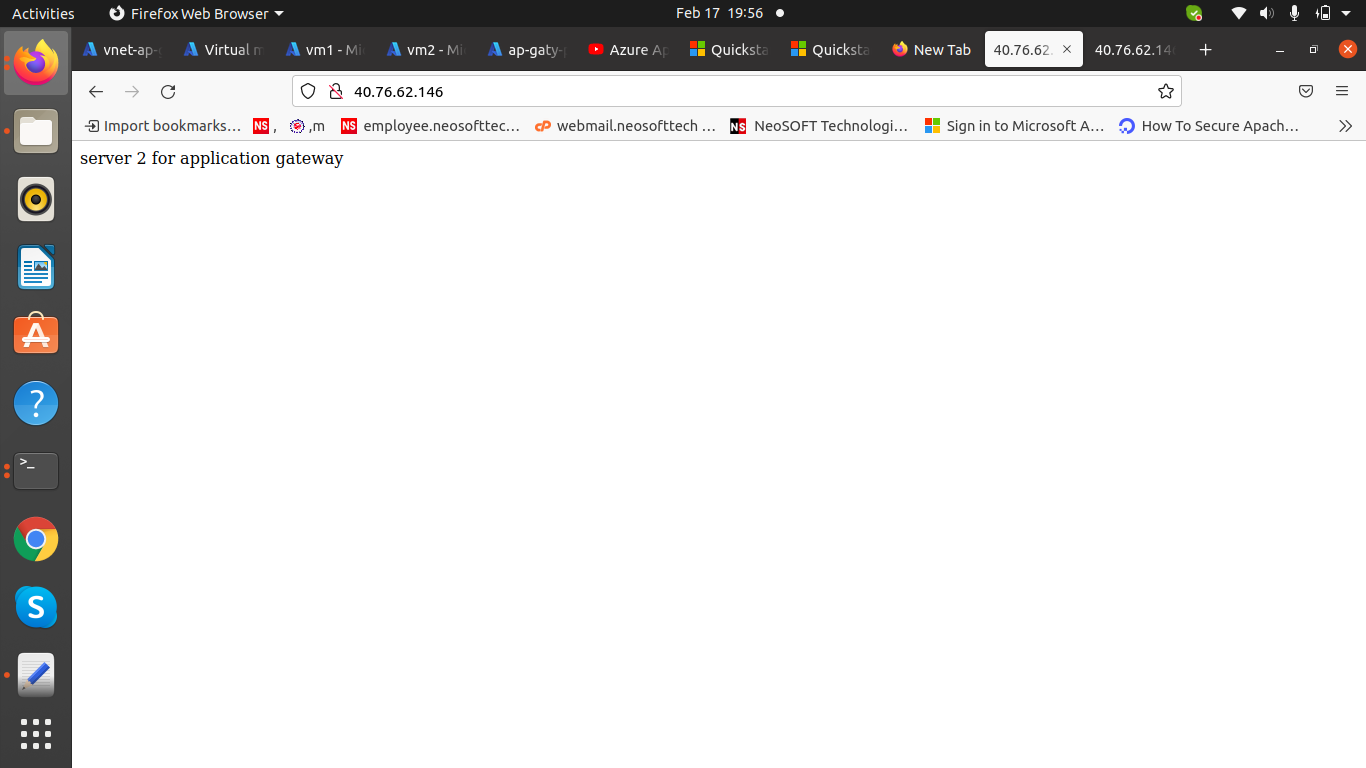 Activities Firefox Web Browser Feb 17 19:56
vnet-ap-g Virtual m vm1 - Mi vm2 - Mi ap-gaty-p Azure Ap Quicksta Quicksta New Tab 40.76.62. 40.76.62.14
40.76.62.146
Import bookmarks... NS , ,m NS employee.neosofttec... cP webmail.neosofttech ... NS NeoSOFT Technologi... Sign in to Microsoft A... How To Secure Apach...
server 2 for application gateway